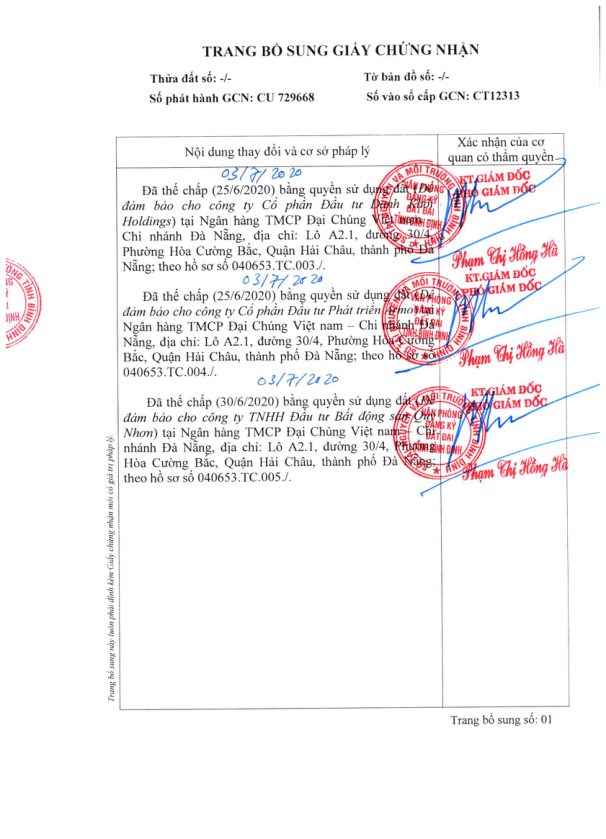 TRANG BỔ SUNG GIẤY CHỨNG NHẬN
Thửa đất số: -/-
Tờ bản đồ số: -/-
Số phát hành GCN: CU 729668
Số vào sổ cấp GCN: CT12313
Nội dung thay đổi và cơ sở pháp lý
Xác nhận của cơ
quan có thẩm quyền
03/7/2020
Đã thế chấp (25/6/2020) bằng quyền sử dụng đất (Để
đảm bảo cho công ty Cổ phần Đầu tư Danh Khôi
Holdings) tại Ngân hàng TMCP Đại Chúng Việt nam –
Chi nhánh Đà Nẵng, địa chỉ: Lô A2.1, đường 30/4,
Phường Hòa Cường Bắc, Quận Hải Châu, thành phố Đà
Nẵng; theo hồ sơ số 040653.TC.003./.
KT.GIÁM ĐỐC
PHÓ GIÁM ĐỐC
Phạm Thị Hồng Hà
03/7/2020
Đã thế chấp (25/6/2020) bằng quyền sử dụng đất (Để
đảm bảo cho công ty Cổ phần Đầu tư Phát triển) tại
Ngân hàng TMCP Đại Chúng Việt nam – Chi nhánh Đà
Nẵng, địa chỉ: Lô A2.1, đường 30/4, Phường Hòa Cường
Bắc, Quận Hải Châu, thành phố Đà Nẵng; theo hồ sơ số
040653.TC.004./.
KT.GIÁM ĐỐC
PHÓ GIÁM ĐỐC
Phạm Thị Hồng Hà
03/7/2020
Đã thế chấp (30/6/2020) bằng quyền sử dụng đất (Để
đảm bảo cho công ty TNHH Đầu tư Bất động sản Quy
Nhơn) tại Ngân hàng TMCP Đại Chúng Việt nam – Chi
nhánh Đà Nẵng, địa chỉ: Lô A2.1, đường 30/4, Phường
Hòa Cường Bắc, Quận Hải Châu, thành phố Đà Nẵng;
theo hồ sơ số 040653.TC.005./.
KT.GIÁM ĐỐC
PHÓ GIÁM ĐỐC
Phạm Thị Hồng Hà
VĂN PHÒNG
ĐĂNG KÝ
ĐẤT ĐAI
TỈNH BÌNH ĐỊNH
Trang bổ sung này luôn phải đính kèm Giấy chứng nhận mới có giá trị pháp lý.
Trang bổ sung số: 01